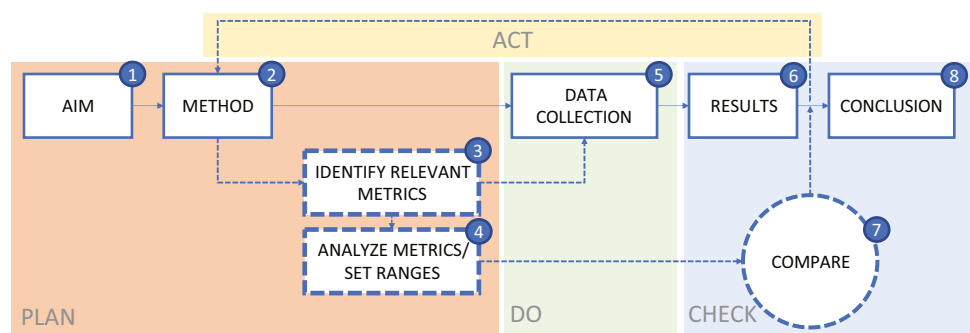 ACT
1
AIM
2
METHOD
3
IDENTIFY RELEVANT
METRICS
4
ANALYZE METRICS/
SET RANGES
PLAN
5
DATA
COLLECTION
DO
6
RESULTS
7
COMPARE
8
CONCLUSION
CHECK